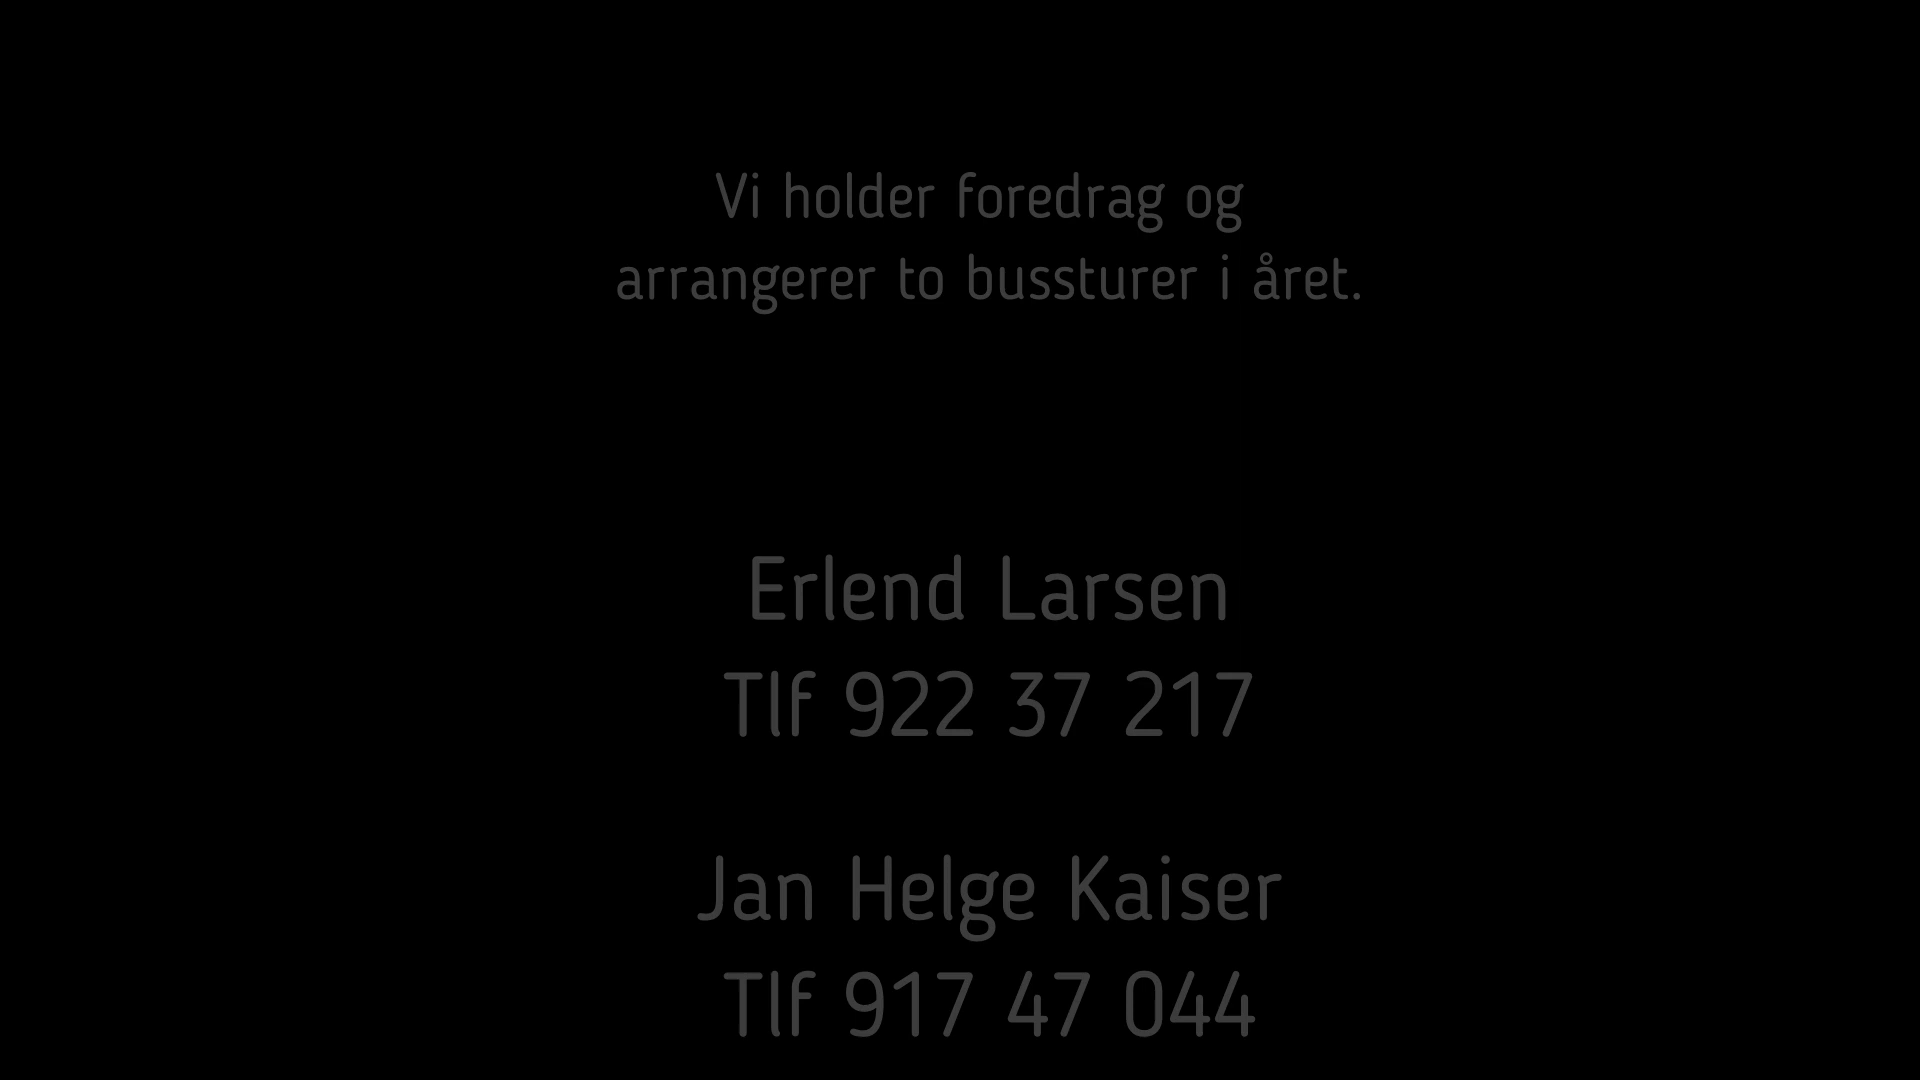 Vi holder foredrag og
arrangerer to bussturer i året.
Erlend Larsen
Tlf 922 37 217
Jan Helge Kaiser
Tlf 917 47 044